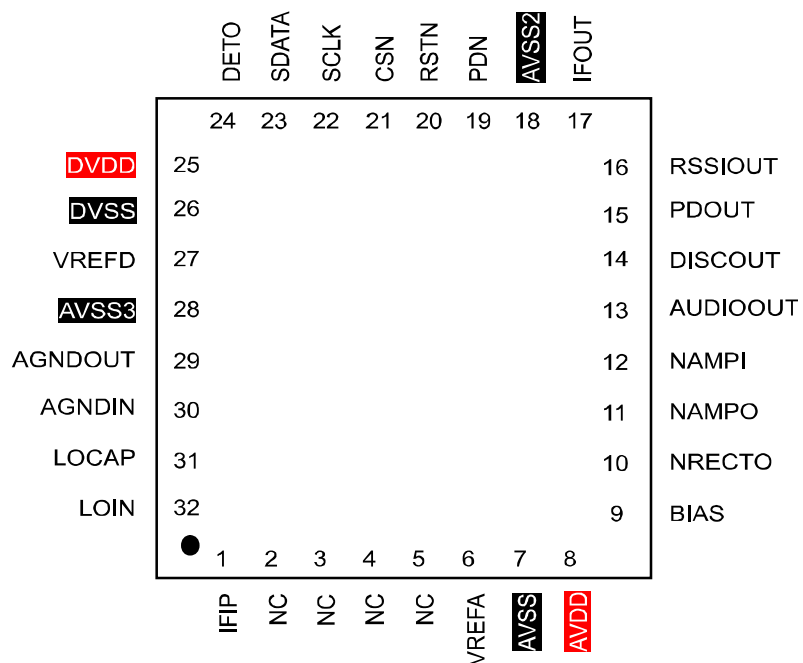 DETO SDATA SCLK CSN RSTN PDN AVSS2 IFOUT
24 23 22 21 20 19 18 17
DVDD 25 16 RSSIOUT
DVSS 26 15 PDOUT
VREFD 27 14 DISCOUT
AVSS3 28 13 AUDIOOUT
AGNDOUT 29 12 NAMPI
AGNDIN 30 11 NAMPO
LOCAP 31 10 NRECTO
LOIN 32 9 BIAS
1 2 3 4 5 6 7 8
IFIP NC NC NC NC VREFA AVSS AVDD